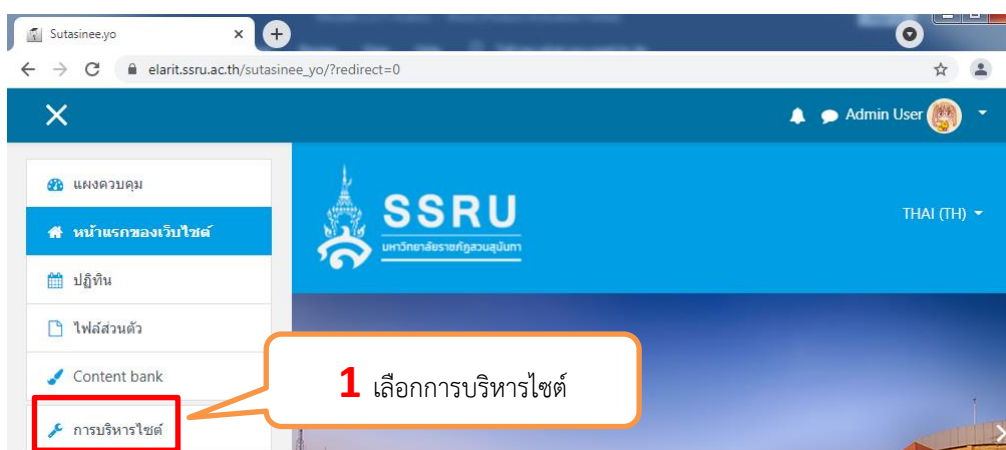 Sutasinee.yo
elarit.ssru.ac.th/sutasinee_yo/?redirect=0
Admin User
แผงควบคุม
หน้าแรกของเว็บไซต์
ปฏิทิน
ไฟล์ส่วนตัว
Content bank
การบริหารไซต์
SSRU
มหาวิทยาลัยราชภัฏสวนสุนันทา
THAI (TH)
1 เลือกการบริหารไซต์